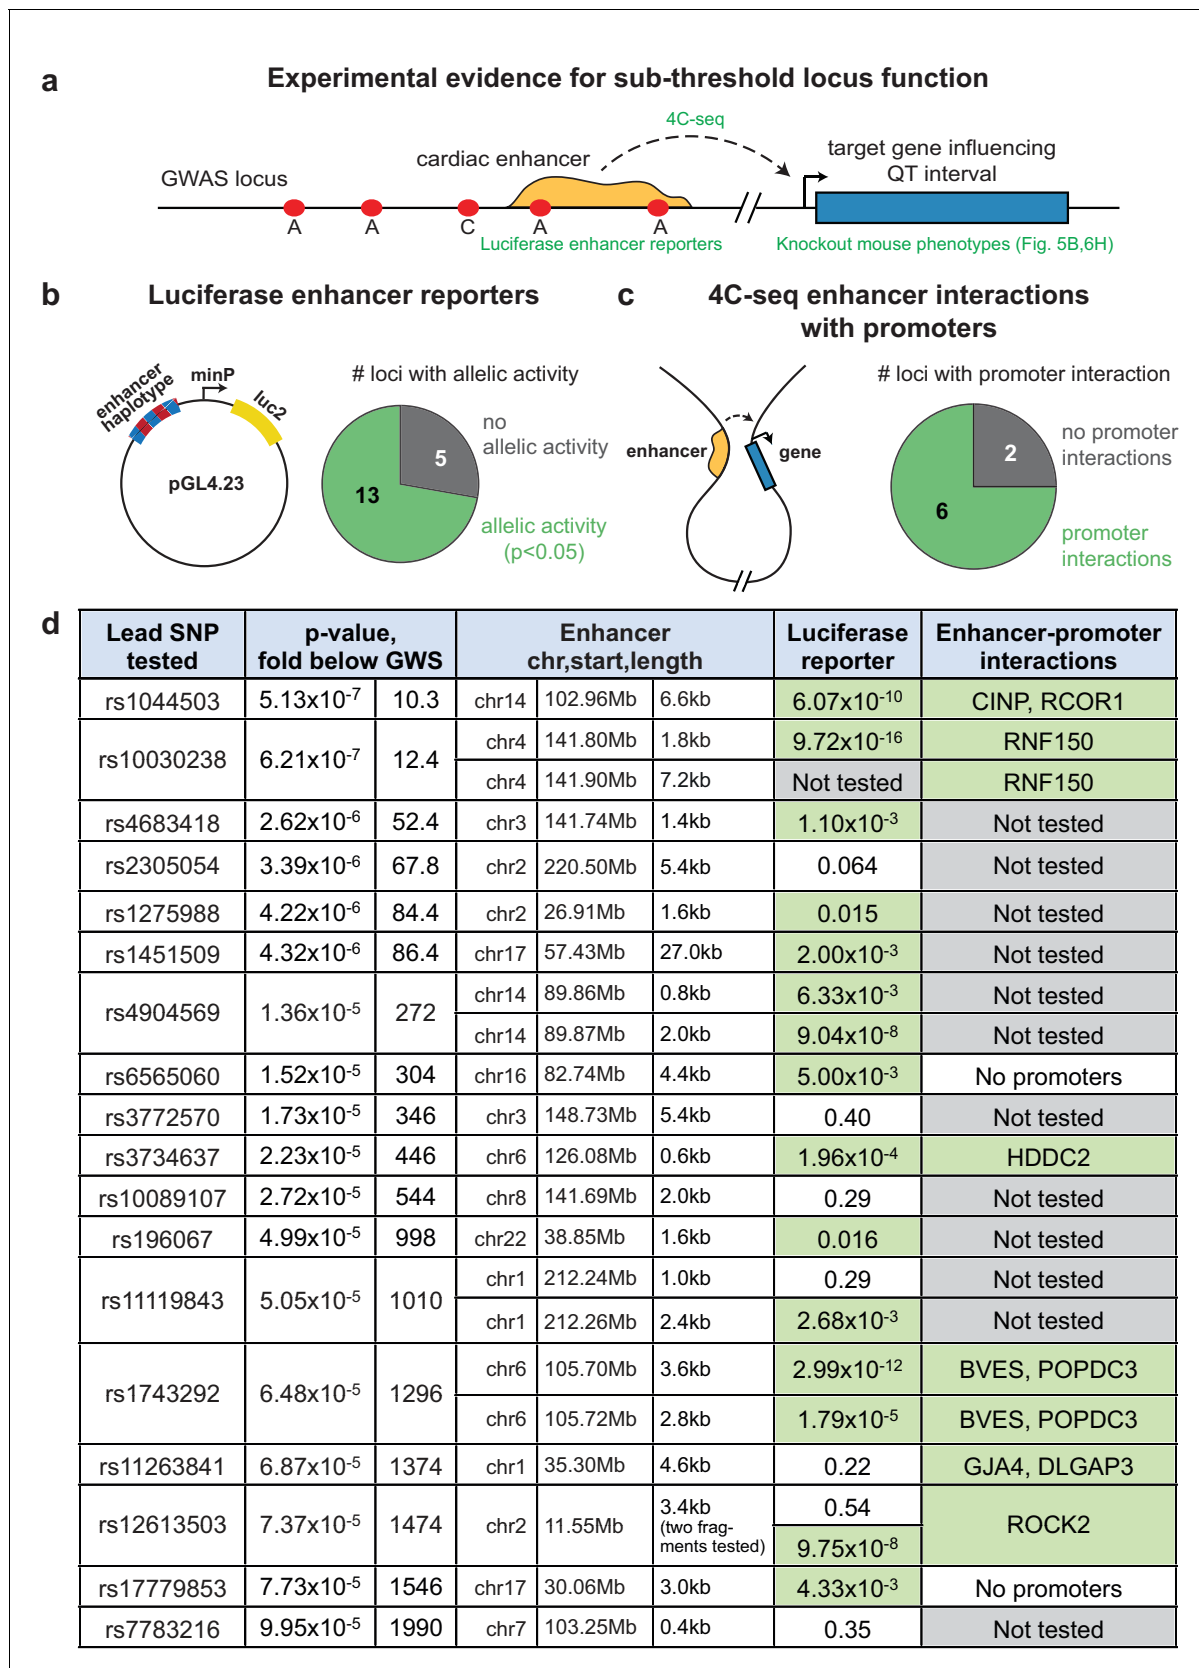 a
Experimental evidence for sub-threshold locus function
4C-seq
cardiac enhancer
target gene influencing
QT interval
GWAS locus
A A C A A
Luciferase enhancer reporters
Knockout mouse phenotypes (Fig. 5B,6H)
b
Luciferase enhancer reporters
enhancer
haplotype
minP
luc2
pGL4.23
# loci with allelic activity
no
allelic activity
5
13
allelic activity
(p<0.05)
c
4C-seq enhancer interactions
with promoters
enhancer
gene
# loci with promoter interaction
no promoter
interactions
2
6
promoter
interactions
d
Lead SNP
tested
p-value,
fold below GWS
Enhancer
chr,start,length
Luciferase
reporter
Enhancer-promoter
interactions
rs1044503 5.13x10⁻⁷ 10.3 chr14 102.96Mb 6.6kb 6.07x10⁻¹⁰ CINP, RCOR1
rs10030238 6.21x10⁻⁷ 12.4 chr4 141.80Mb 1.8kb 9.72x10⁻¹⁶ RNF150
chr4 141.90Mb 7.2kb Not tested RNF150
rs4683418 2.62x10⁻⁶ 52.4 chr3 141.74Mb 1.4kb 1.10x10⁻³ Not tested
rs2305054 3.39x10⁻⁶ 67.8 chr2 220.50Mb 5.4kb 0.064 Not tested
rs1275988 4.22x10⁻⁶ 84.4 chr2 26.91Mb 1.6kb 0.015 Not tested
rs1451509 4.32x10⁻⁶ 86.4 chr17 57.43Mb 27.0kb 2.00x10⁻³ Not tested
rs4904569 1.36x10⁻⁵ 272 chr14 89.86Mb 0.8kb 6.33x10⁻³ Not tested
chr14 89.87Mb 2.0kb 9.04x10⁻⁸ Not tested
rs6565060 1.52x10⁻⁵ 304 chr16 82.74Mb 4.4kb 5.00x10⁻³ No promoters
rs3772570 1.73x10⁻⁵ 346 chr3 148.73Mb 5.4kb 0.40 Not tested
rs3734637 2.23x10⁻⁵ 446 chr6 126.08Mb 0.6kb 1.96x10⁻⁴ HDDC2
rs10089107 2.72x10⁻⁵ 544 chr8 141.69Mb 2.0kb 0.29 Not tested
rs196067 4.99x10⁻⁵ 998 chr22 38.85Mb 1.6kb 0.016 Not tested
rs11119843 5.05x10⁻⁵ 1010 chr1 212.24Mb 1.0kb 0.29 Not tested
chr1 212.26Mb 2.4kb 2.68x10⁻³ Not tested
rs1743292 6.48x10⁻⁵ 1296 chr6 105.70Mb 3.6kb 2.99x10⁻¹² BVES, POPDC3
chr6 105.72Mb 2.8kb 1.79x10⁻⁵ BVES, POPDC3
rs11263841 6.87x10⁻⁵ 1374 chr1 35.30Mb 4.6kb 0.22 GJA4, DLGAP3
rs12613503 7.37x10⁻⁵ 1474 chr2 11.55Mb 3.4kb
(two frag-
ments tested)
0.54
9.75x10⁻⁸
ROCK2
rs17779853 7.73x10⁻⁵ 1546 chr17 30.06Mb 3.0kb 4.33x10⁻³ No promoters
rs7783216 9.95x10⁻⁵ 1990 chr7 103.25Mb 0.4kb 0.35 Not tested